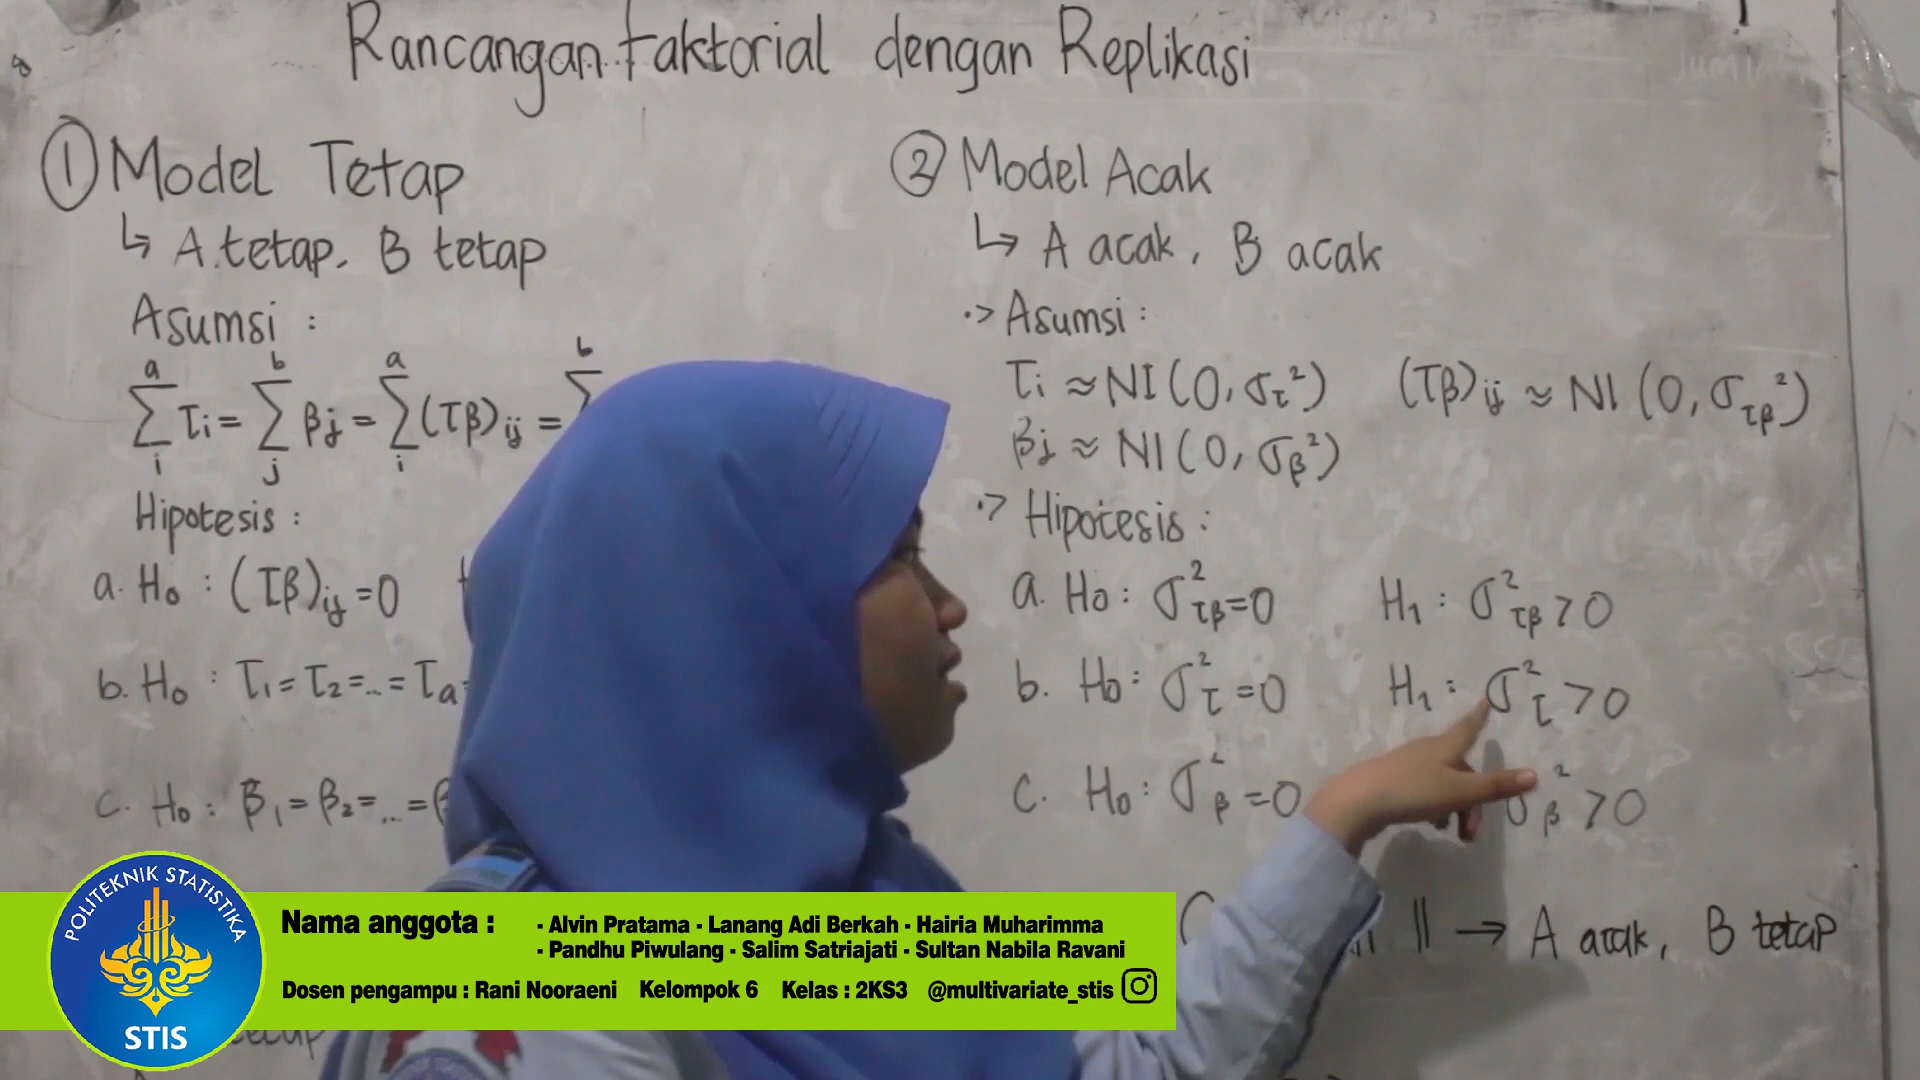 Rancangan faktorial dengan Replikasi
① Model Tetap
↳ A tetap, B tetap
Asumsi :
a b a b
∑ τi = ∑ βj = ∑ (τβ)ij = ∑
i j i
Hipotesis :
a. H0 : (τβ)ij = 0
b. H0 : τ1 = τ2 = ... = τa =
c. H0 : β1 = β2 = ... = β
② Model Acak
↳ A acak, B acak
·> Asumsi :
τi ≈ NI (0, στ²) (τβ)ij ≈ NI (0, στβ²)
βj ≈ NI (0, σβ²)
·> Hipotesis :
a. H0 : σ²τβ = 0 H1 : σ²τβ > 0
b. H0 : σ²τ = 0 H1 : σ²τ > 0
c. H0 : σ²β = 0 σ²β > 0
|| → A acak, B tetap
POLITEKNIK STATISTIKA
STIS
Nama anggota : - Alvin Pratama - Lanang Adi Berkah - Hairia Muharimma
- Pandhu Piwulang - Salim Satriajati - Sultan Nabila Ravani
Dosen pengampu : Rani Nooraeni Kelompok 6 Kelas : 2KS3 @multivariate_stis